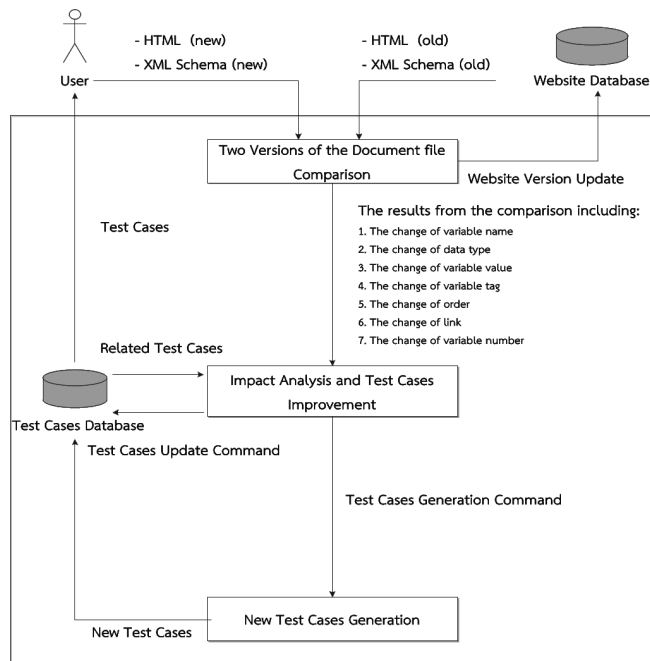 - HTML (new)
- XML Schema (new)
- HTML (old)
- XML Schema (old)
User
Website Database
Two Versions of the Document file
Comparison
Website Version Update
The results from the comparison including:
1. The change of variable name
2. The change of data type
3. The change of variable value
4. The change of variable tag
5. The change of order
6. The change of link
7. The change of variable number
Test Cases
Related Test Cases
Impact Analysis and Test Cases
Improvement
Test Cases Database
Test Cases Update Command
Test Cases Generation Command
New Test Cases Generation
New Test Cases